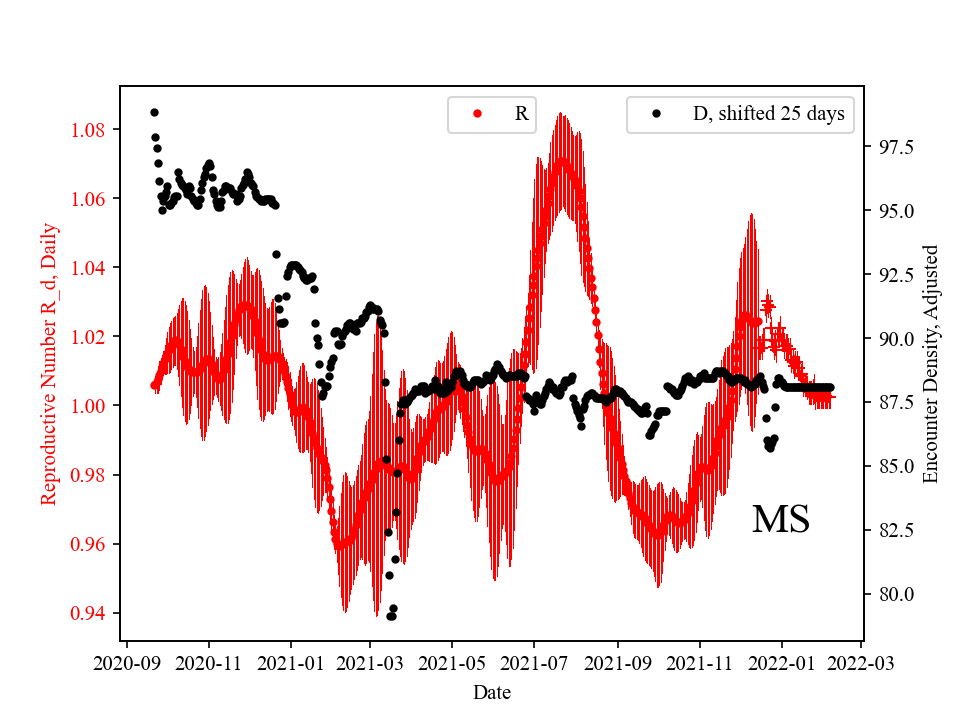 R
D, shifted 25 days
Reproductive Number R_d, Daily
1.08
1.06
1.04
1.02
1.00
0.98
0.96
0.94
97.5
95.0
92.5
90.0
87.5
85.0
82.5
80.0
Encounter Density, Adjusted
MS
2020-09 2020-11 2021-01 2021-03 2021-05 2021-07 2021-09 2021-11 2022-01 2022-03
Date